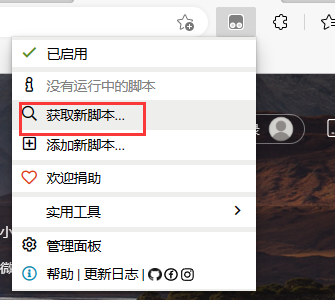 已启用
没有运行中的脚本
获取新脚本...
添加新脚本...
欢迎捐助
实用工具
管理面板
帮助 | 更新日志 |
小
微